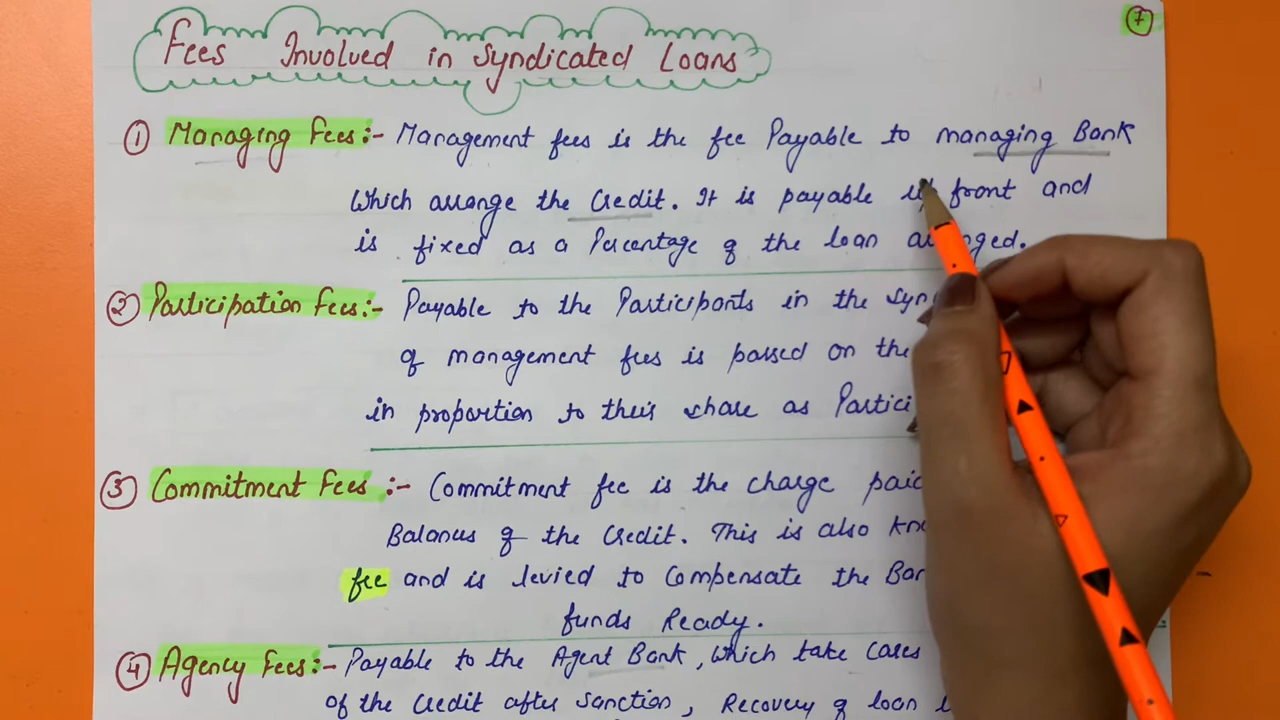 7
Fees Involved in Syndicated Loans
① Managing Fees:- Management fees is the fee Payable to managing Bank
Which arrange the Credit. It is payable up front and
is fixed as a Percentage of the loan arranged.
② Participation Fees:- Payable to the Participants in the
of management fees is passed on the
in proportion to their share as
③ Commitment Fees :- Commitment fee is the charge
Balances of the Credit. This is also
fee and is levied to Compensate the
funds Ready.
④ Agency Fees:- Payable to the Agent Bank, Which take Cares
of the Credit after Sanction, Recovery of loan